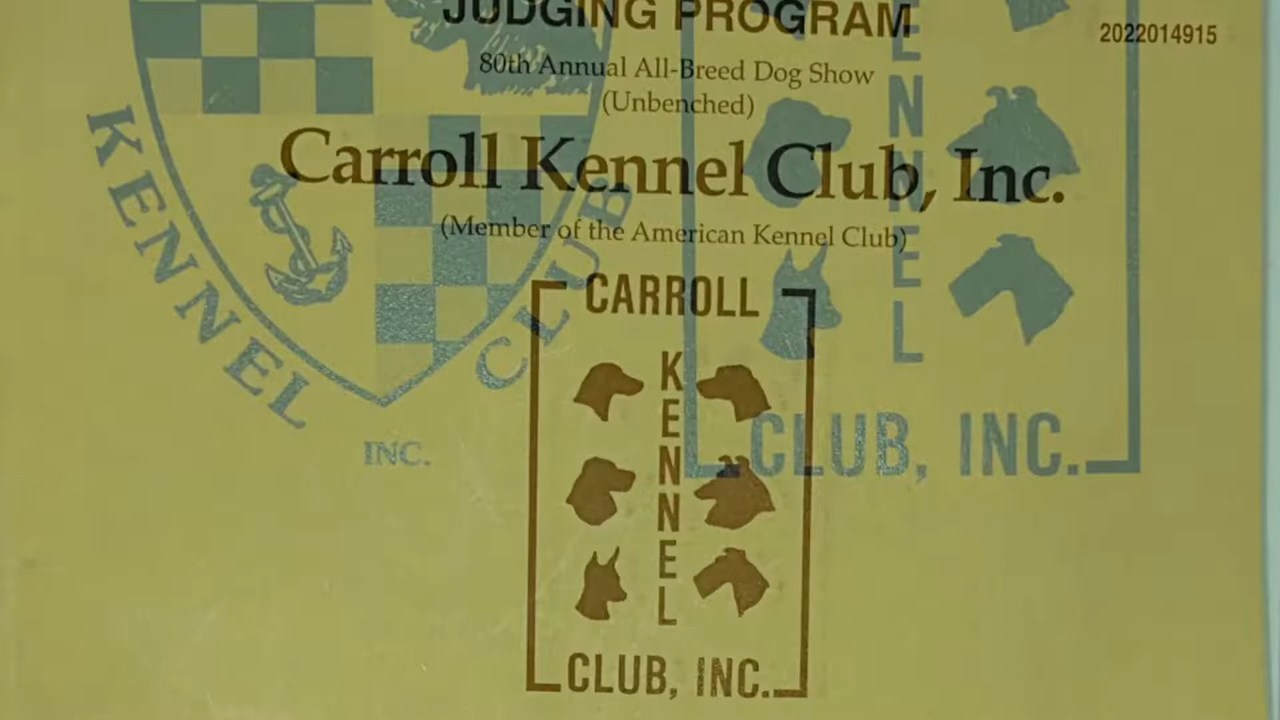 JUDGING PROGRAM
2022014915
80th Annual All-Breed Dog Show
(Unbenched)
Carroll Kennel Club, Inc.
(Member of the American Kennel Club)
CARROLL
KENNEL
CLUB, INC.
KENNEL
CLUB
INC.
ENNEL
CLUB, INC.